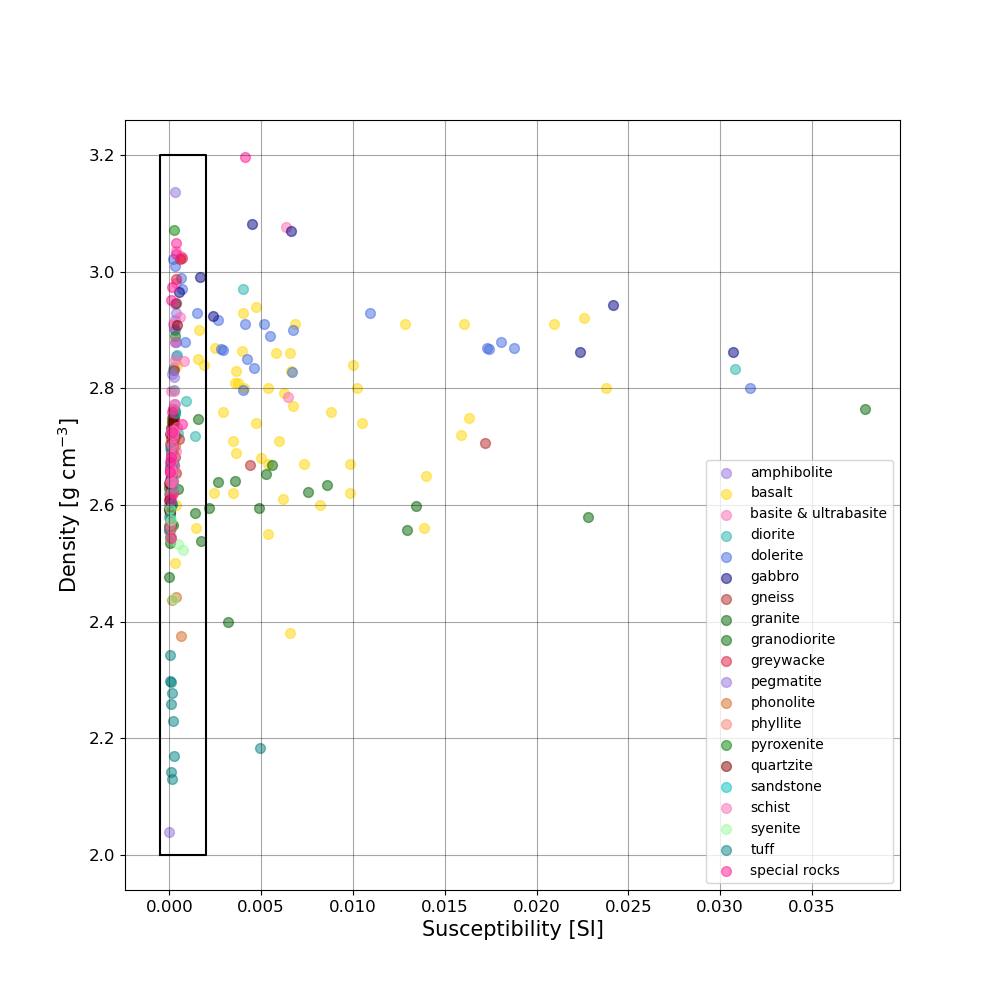 3.2
3.0
2.8
2.6
2.4
2.2
2.0
Density [g cm⁻³]
0.000 0.005 0.010 0.015 0.020 0.025 0.030 0.035
Susceptibility [SI]
amphibolite
basalt
basite & ultrabasite
diorite
dolerite
gabbro
gneiss
granite
granodiorite
greywacke
pegmatite
phonolite
phyllite
pyroxenite
quartzite
sandstone
schist
syenite
tuff
special rocks